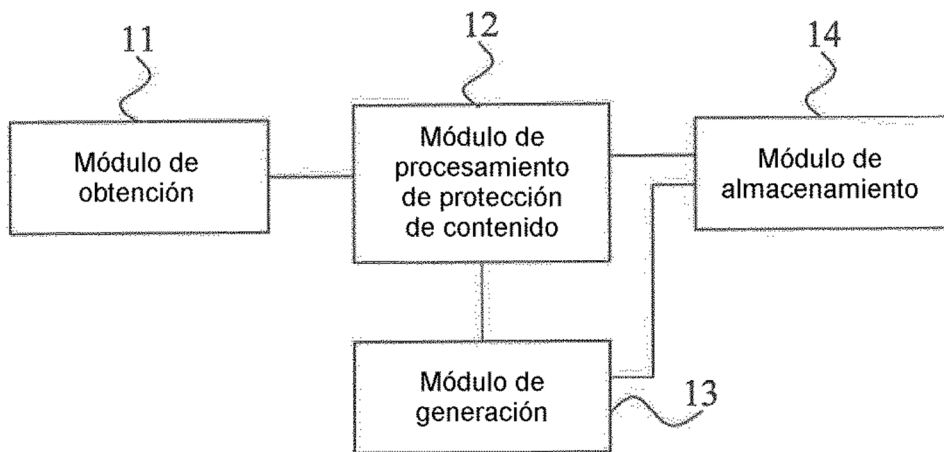 11
12
14
Módulo de
obtención
Módulo de
procesamiento
de protección
de contenido
Módulo de
almacenamiento
Módulo de
generación
13